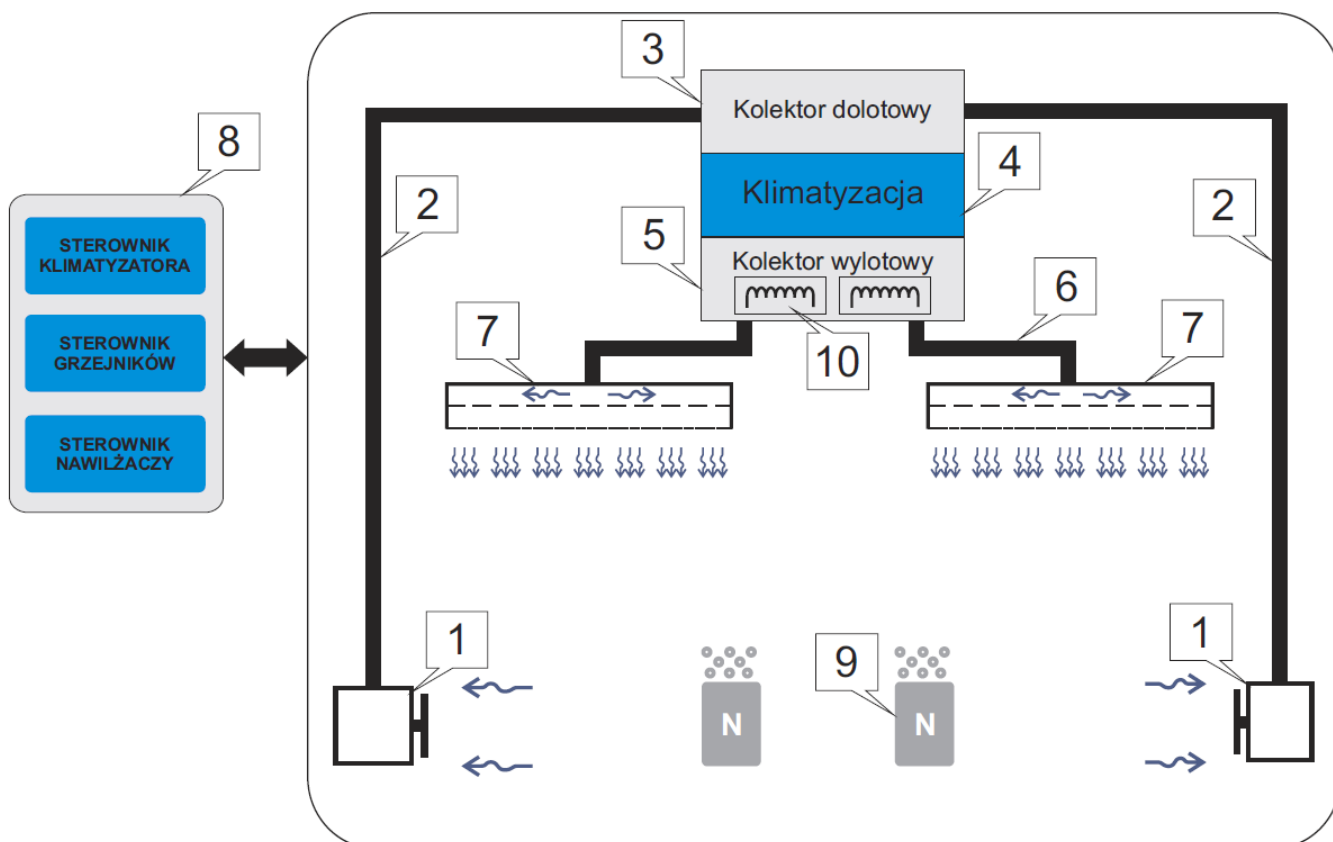 3
Kolektor dolotowy
8
4
Klimatyzacja
2
2
STEROWNIK
KLIMATYZATORA
5
Kolektor wylotowy
6
STEROWNIK
GRZEJNIKÓW
7
10
7
STEROWNIK
NAWILŻACZY
1
9
1
N
N